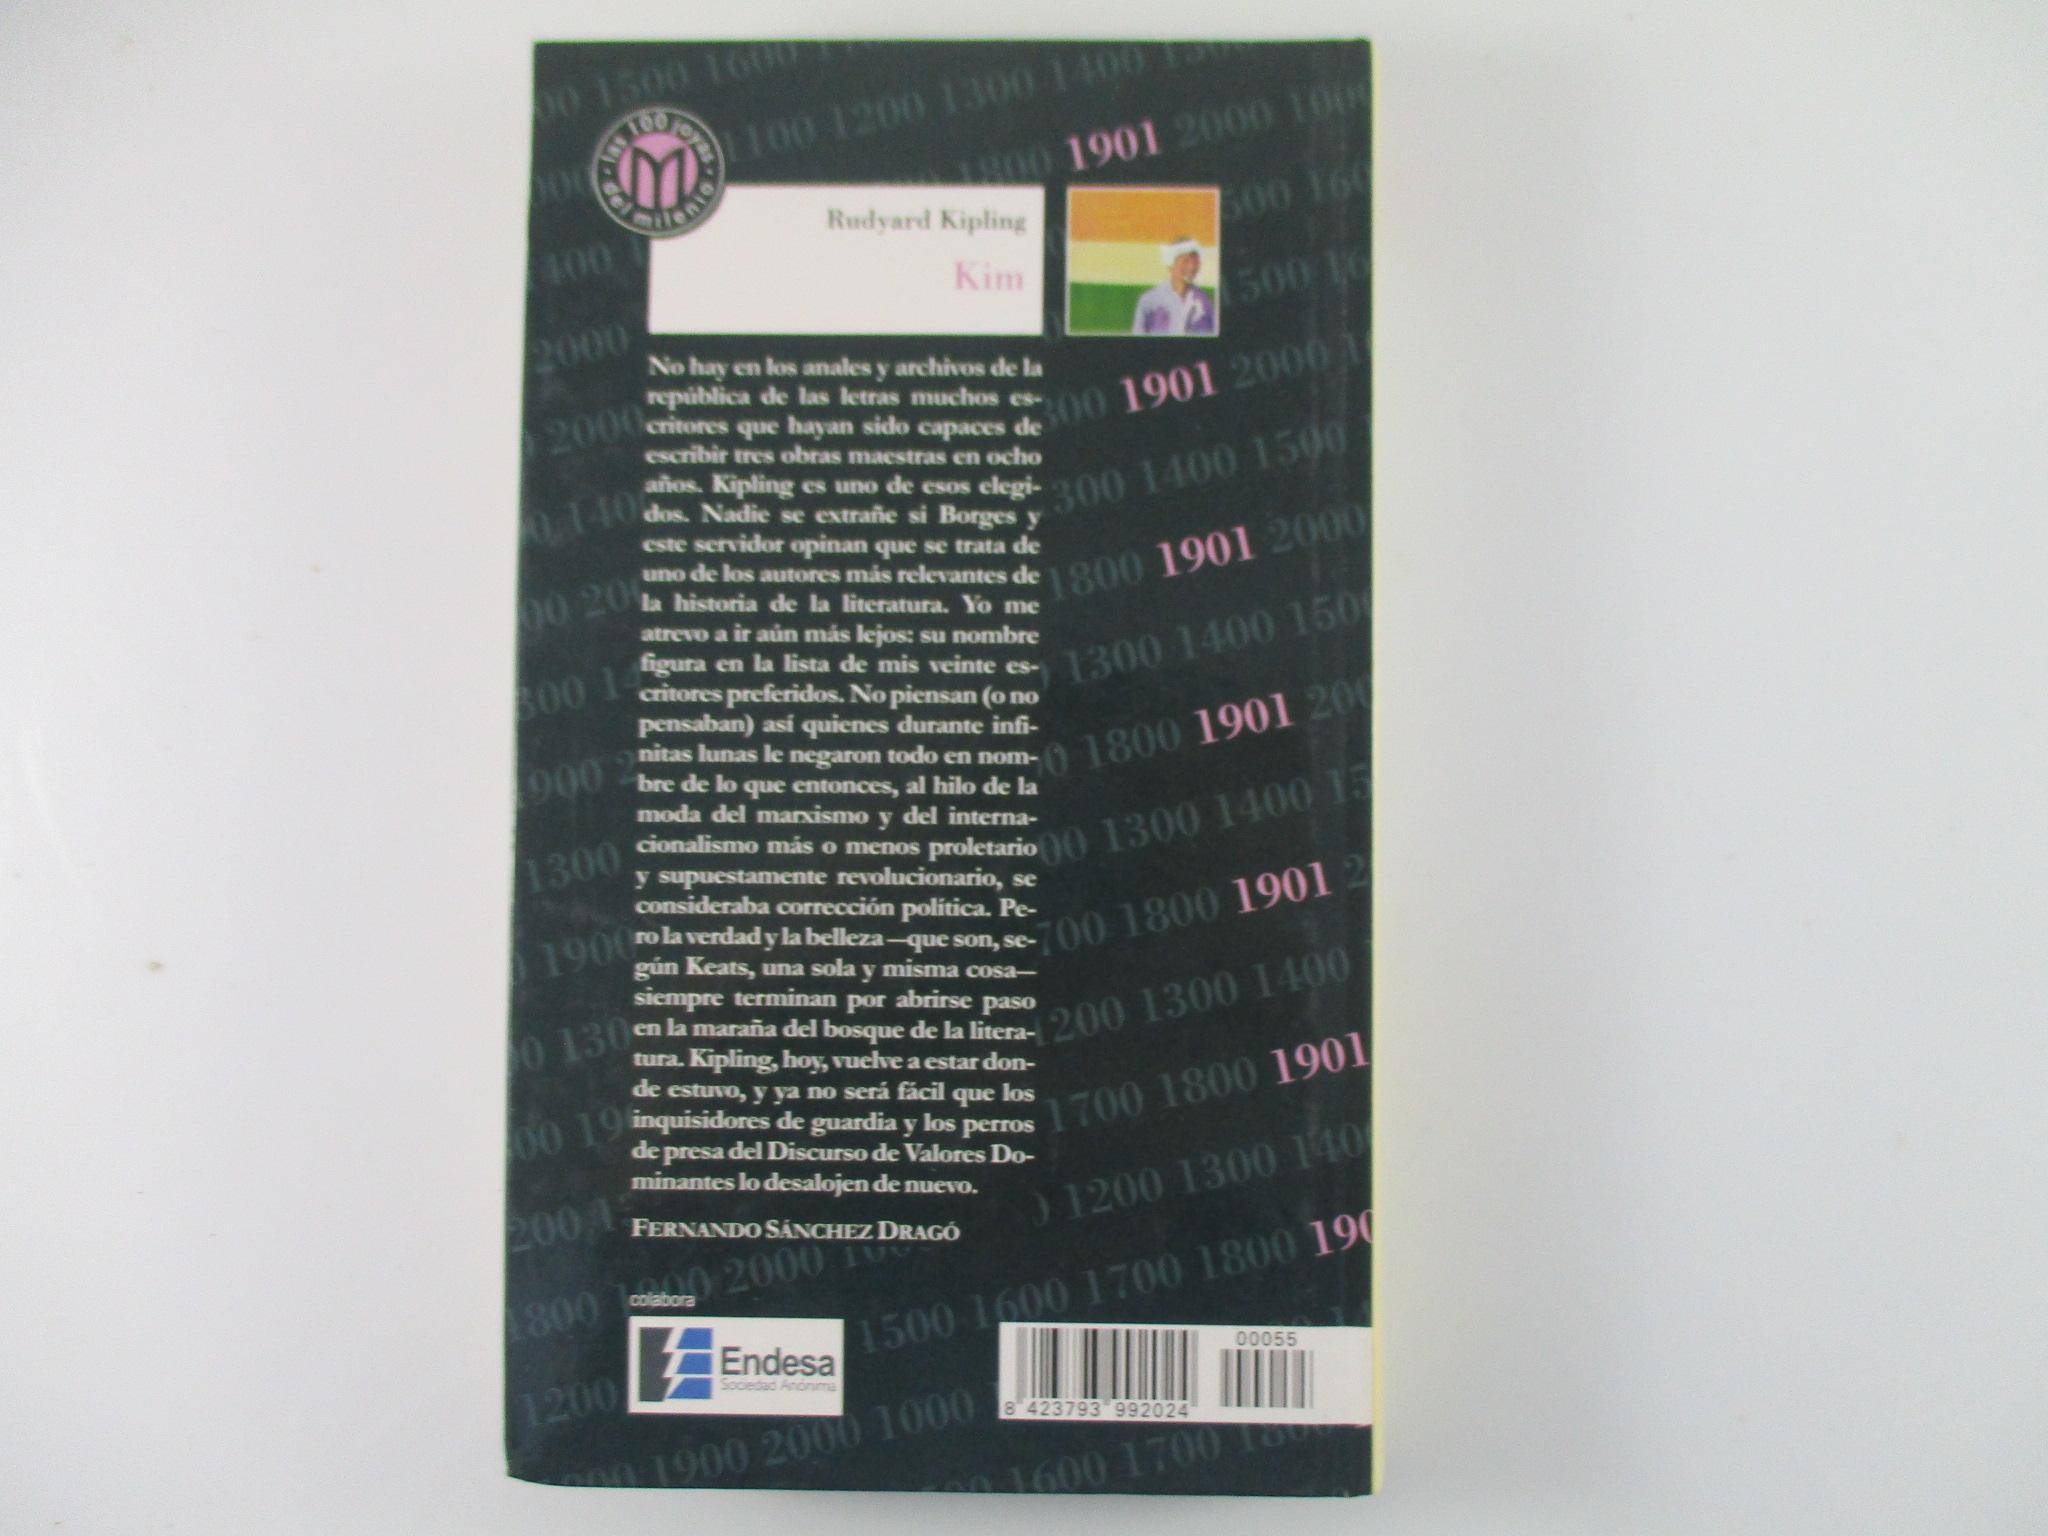 las 100 joyas del milenio
M
Rudyard Kipling
Kim
No hay en los anales y archivos de la
república de las letras muchos es-
critores que hayan sido capaces de
escribir tres obras maestras en ocho
años. Kipling es uno de esos elegi-
dos. Nadie se extrañe si Borges y
este servidor opinan que se trata de
uno de los autores más relevantes de
la historia de la literatura. Yo me
atrevo a ir aún más lejos: su nombre
figura en la lista de mis veinte es-
critores preferidos. No piensan (o no
pensaban) así quienes durante infi-
nitas lunas le negaron todo en nom-
bre de lo que entonces, al hilo de la
moda del marxismo y del interna-
cionalismo más o menos proletario
y supuestamente revolucionario, se
consideraba corrección política. Pe-
ro la verdad y la belleza —que son, se-
gún Keats, una sola y misma cosa—
siempre terminan por abrirse paso
en la maraña del bosque de la litera-
tura. Kipling, hoy, vuelve a estar don-
de estuvo, y ya no será fácil que los
inquisidores de guardia y los perros
de presa del Discurso de Valores Do-
minantes lo desalojen de nuevo.
FERNANDO SÁNCHEZ DRAGÓ
colabora
Endesa
Sociedad Anónima
00055
8 423793 992024
1901
1901
1901
1901
1901
1901